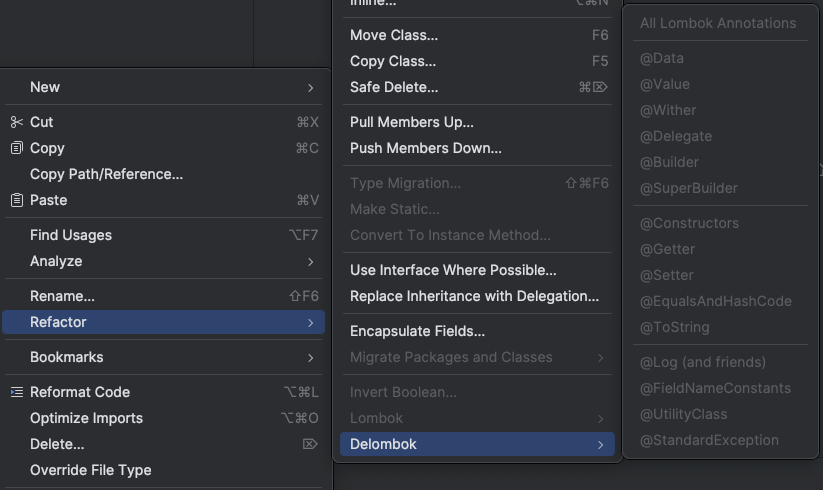 New
Cut ⌘X
Copy ⌘C
Copy Path/Reference...
Paste ⌘V
Find Usages ⌥F7
Analyze
Rename... ⇧F6
Refactor
Bookmarks
Reformat Code ⌥⌘L
Optimize Imports ⌥⌘O
Delete... ⌦
Override File Type
Inline... ⌥⌘N
Move Class... F6
Copy Class... F5
Safe Delete... ⌘⌦
Pull Members Up...
Push Members Down...
Type Migration... ⇧⌘F6
Make Static...
Convert To Instance Method...
Use Interface Where Possible...
Replace Inheritance with Delegation...
Encapsulate Fields...
Migrate Packages and Classes
Invert Boolean...
Lombok
Delombok
All Lombok Annotations
@Data
@Value
@Wither
@Delegate
@Builder
@SuperBuilder
@Constructors
@Getter
@Setter
@EqualsAndHashCode
@ToString
@Log (and friends)
@FieldNameConstants
@UtilityClass
@StandardException